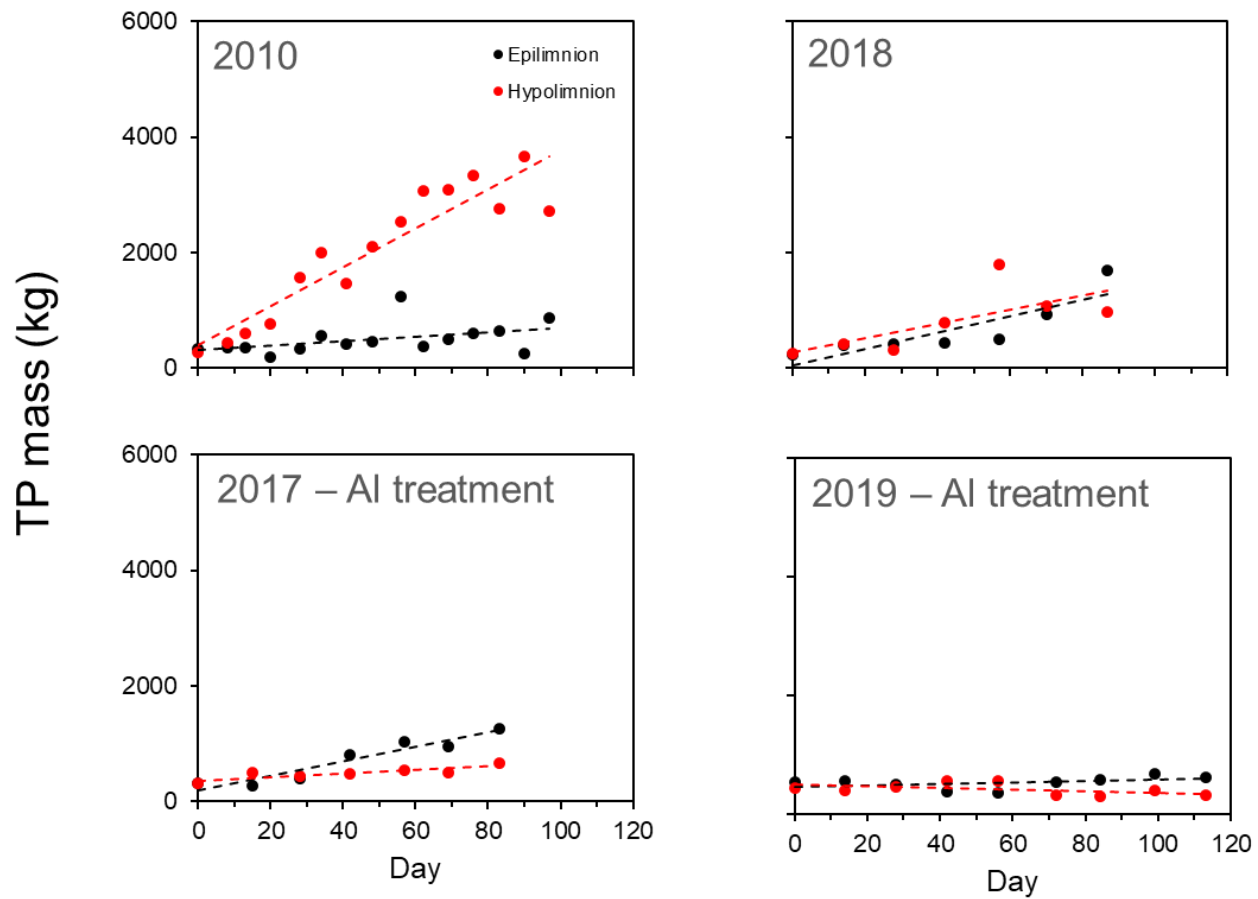 TP mass (kg)
6000
4000
2000
0
2010
Epilimnion
Hypolimnion
2018
6000
4000
2000
0
2017 – Al treatment
0 20 40 60 80 100 120
Day
2019 – Al treatment
0 20 40 60 80 100 120
Day